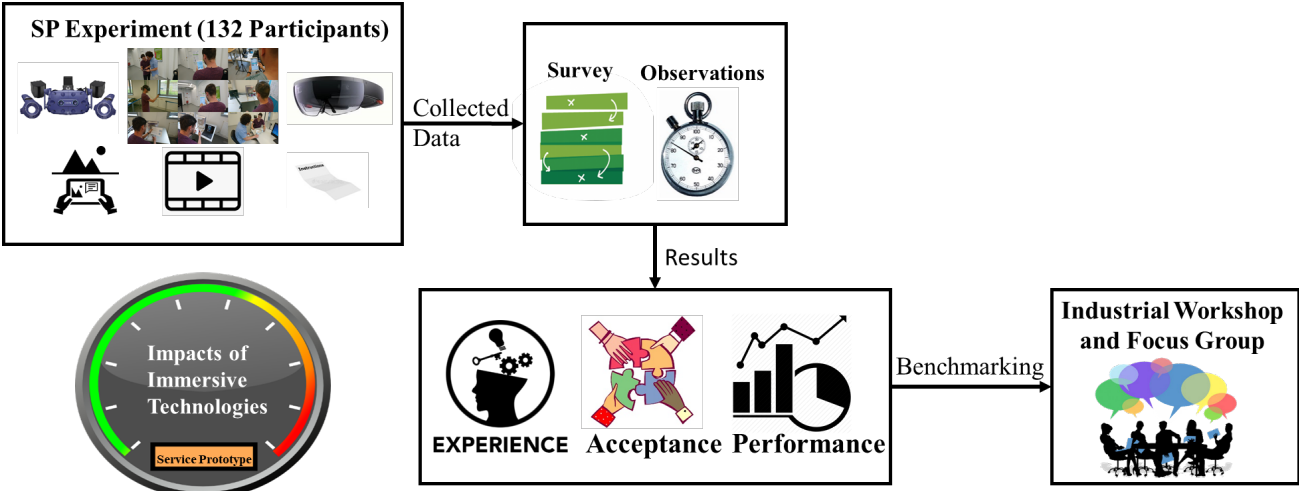 SP Experiment (132 Participants)
Instructions
Collected
Data
Survey
Observations
Results
Impacts of
Immersive
Technologies
Service Prototype
EXPERIENCE
Acceptance
Performance
Benchmarking
Industrial Workshop
and Focus Group